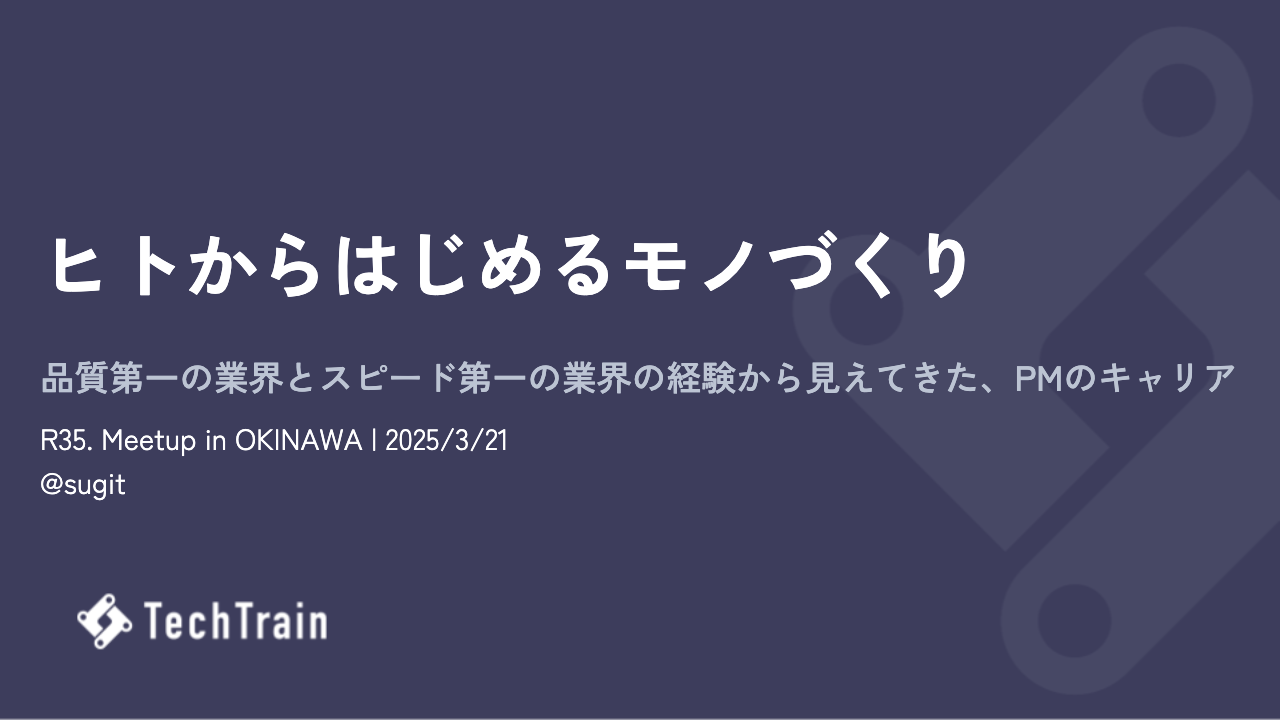 ヒトからはじめるモノづくり
品質第一の業界とスピード第一の業界の経験から見えてきた、PMのキャリア
R35. Meetup in OKINAWA | 2025/3/21
@sugit
TechTrain